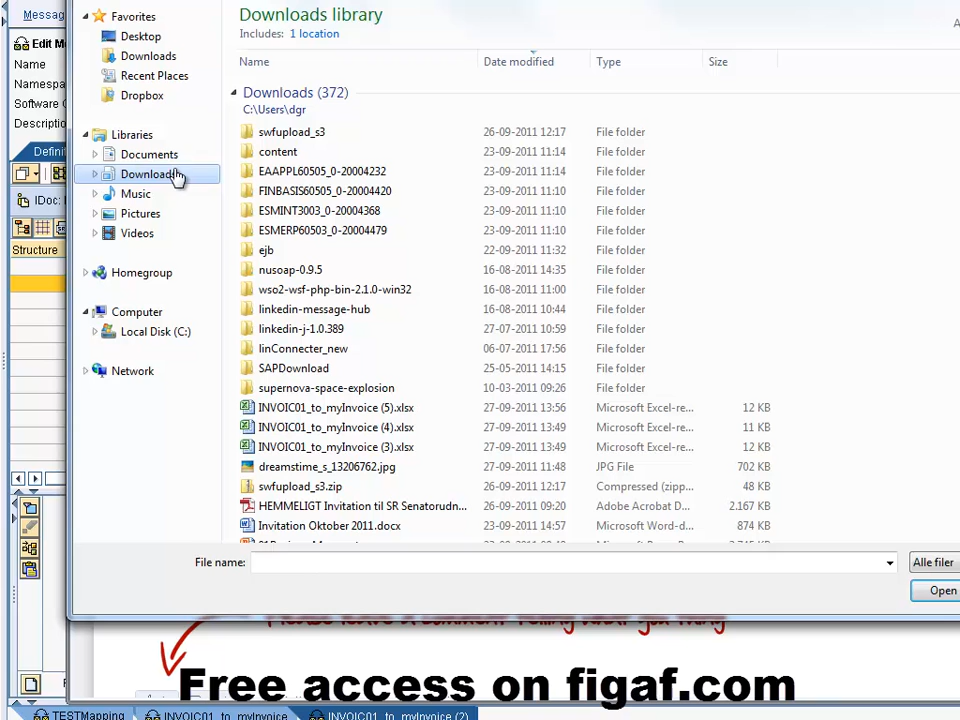 Messag
Edit Me
Name
Namespa
Software C
Descriptio
Defini
IDoc:
Structure
Favorites
Desktop
Downloads
Recent Places
Dropbox
Libraries
Documents
Downloads
Music
Pictures
Videos
Homegroup
Computer
Local Disk (C:)
Network
Downloads library
Includes: 1 location
A
Name Date modified Type Size
Downloads (372)
C:\Users\dgr
swfupload_s3 26-09-2011 12:17 File folder
content 23-09-2011 11:14 File folder
EAAPPL60505_0-20004232 23-09-2011 11:14 File folder
FINBASIS60505_0-20004420 23-09-2011 11:10 File folder
ESMINT3003_0-20004368 23-09-2011 11:10 File folder
ESMERP60503_0-20004479 23-09-2011 11:10 File folder
ejb 22-09-2011 11:32 File folder
nusoap-0.9.5 16-08-2011 14:35 File folder
wso2-wsf-php-bin-2.1.0-win32 16-08-2011 11:00 File folder
linkedin-message-hub 16-08-2011 10:44 File folder
linkedin-j-1.0.389 27-07-2011 10:59 File folder
linConnecter_new 06-07-2011 17:56 File folder
SAPDownload 25-05-2011 14:15 File folder
supernova-space-explosion 10-03-2011 09:26 File folder
INVOIC01_to_myInvoice (5).xlsx 27-09-2011 13:56 Microsoft Excel-re... 12 KB
INVOIC01_to_myInvoice (4).xlsx 27-09-2011 13:49 Microsoft Excel-re... 11 KB
INVOIC01_to_myInvoice (3).xlsx 27-09-2011 13:49 Microsoft Excel-re... 12 KB
dreamstime_s_13206762.jpg 27-09-2011 11:48 JPG File 702 KB
swfupload_s3.zip 26-09-2011 12:17 Compressed (zipp... 48 KB
HEMMELIGT Invitation til SR Senatorudn... 26-09-2011 09:20 Adobe Acrobat D... 2.167 KB
Invitation Oktober 2011.docx 23-09-2011 14:57 Microsoft Word-d... 874 KB
File name: Alle filer
Open
Free access on figaf.com
TESTMapping INVOIC01_to_myInvoice INVOIC01_to_myInvoice (2)